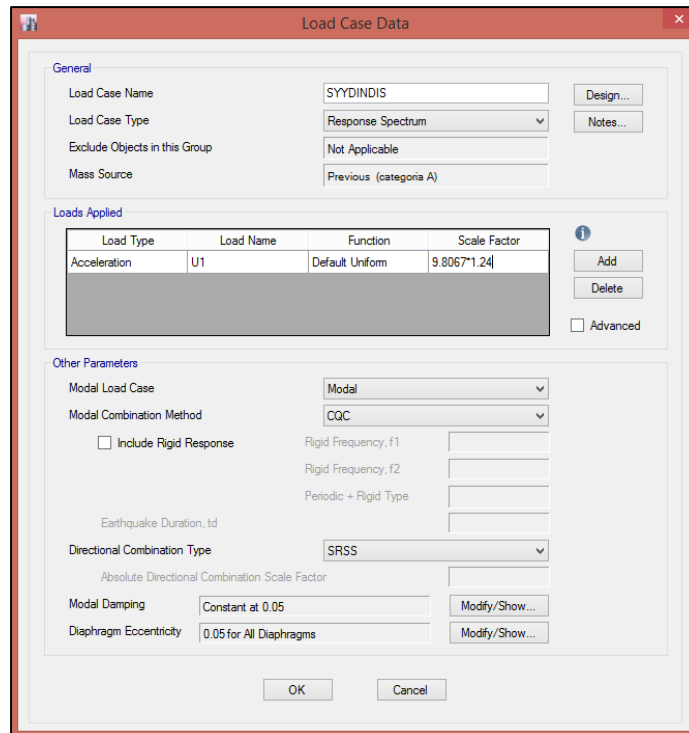 Load Case Data
General
Load Case Name SYYDINDIS Design...
Load Case Type Response Spectrum Notes...
Exclude Objects in this Group Not Applicable
Mass Source Previous (categoria A)
Loads Applied
Load Type Load Name Function Scale Factor
Acceleration U1 Default Uniform 9.8067*1.24
Add
Delete
Advanced
Other Parameters
Modal Load Case Modal
Modal Combination Method CQC
Include Rigid Response Rigid Frequency, f1
Rigid Frequency, f2
Periodic + Rigid Type
Earthquake Duration, td
Directional Combination Type SRSS
Absolute Directional Combination Scale Factor
Modal Damping Constant at 0.05 Modify/Show...
Diaphragm Eccentricity 0.05 for All Diaphragms Modify/Show...
OK Cancel